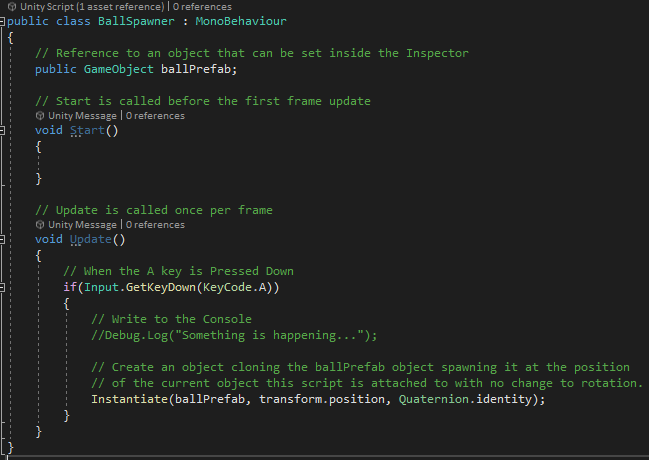 Unity Script (1 asset reference) | 0 references
public class BallSpawner : MonoBehaviour
{
// Reference to an object that can be set inside the Inspector
public GameObject ballPrefab;
// Start is called before the first frame update
Unity Message | 0 references
void Start()
{
}
// Update is called once per frame
Unity Message | 0 references
void Update()
{
// When the A key is Pressed Down
if(Input.GetKeyDown(KeyCode.A))
{
// Write to the Console
//Debug.Log("Something is happening...");
// Create an object cloning the ballPrefab object spawning it at the position
// of the current object this script is attached to with no change to rotation.
Instantiate(ballPrefab, transform.position, Quaternion.identity);
}
}
}